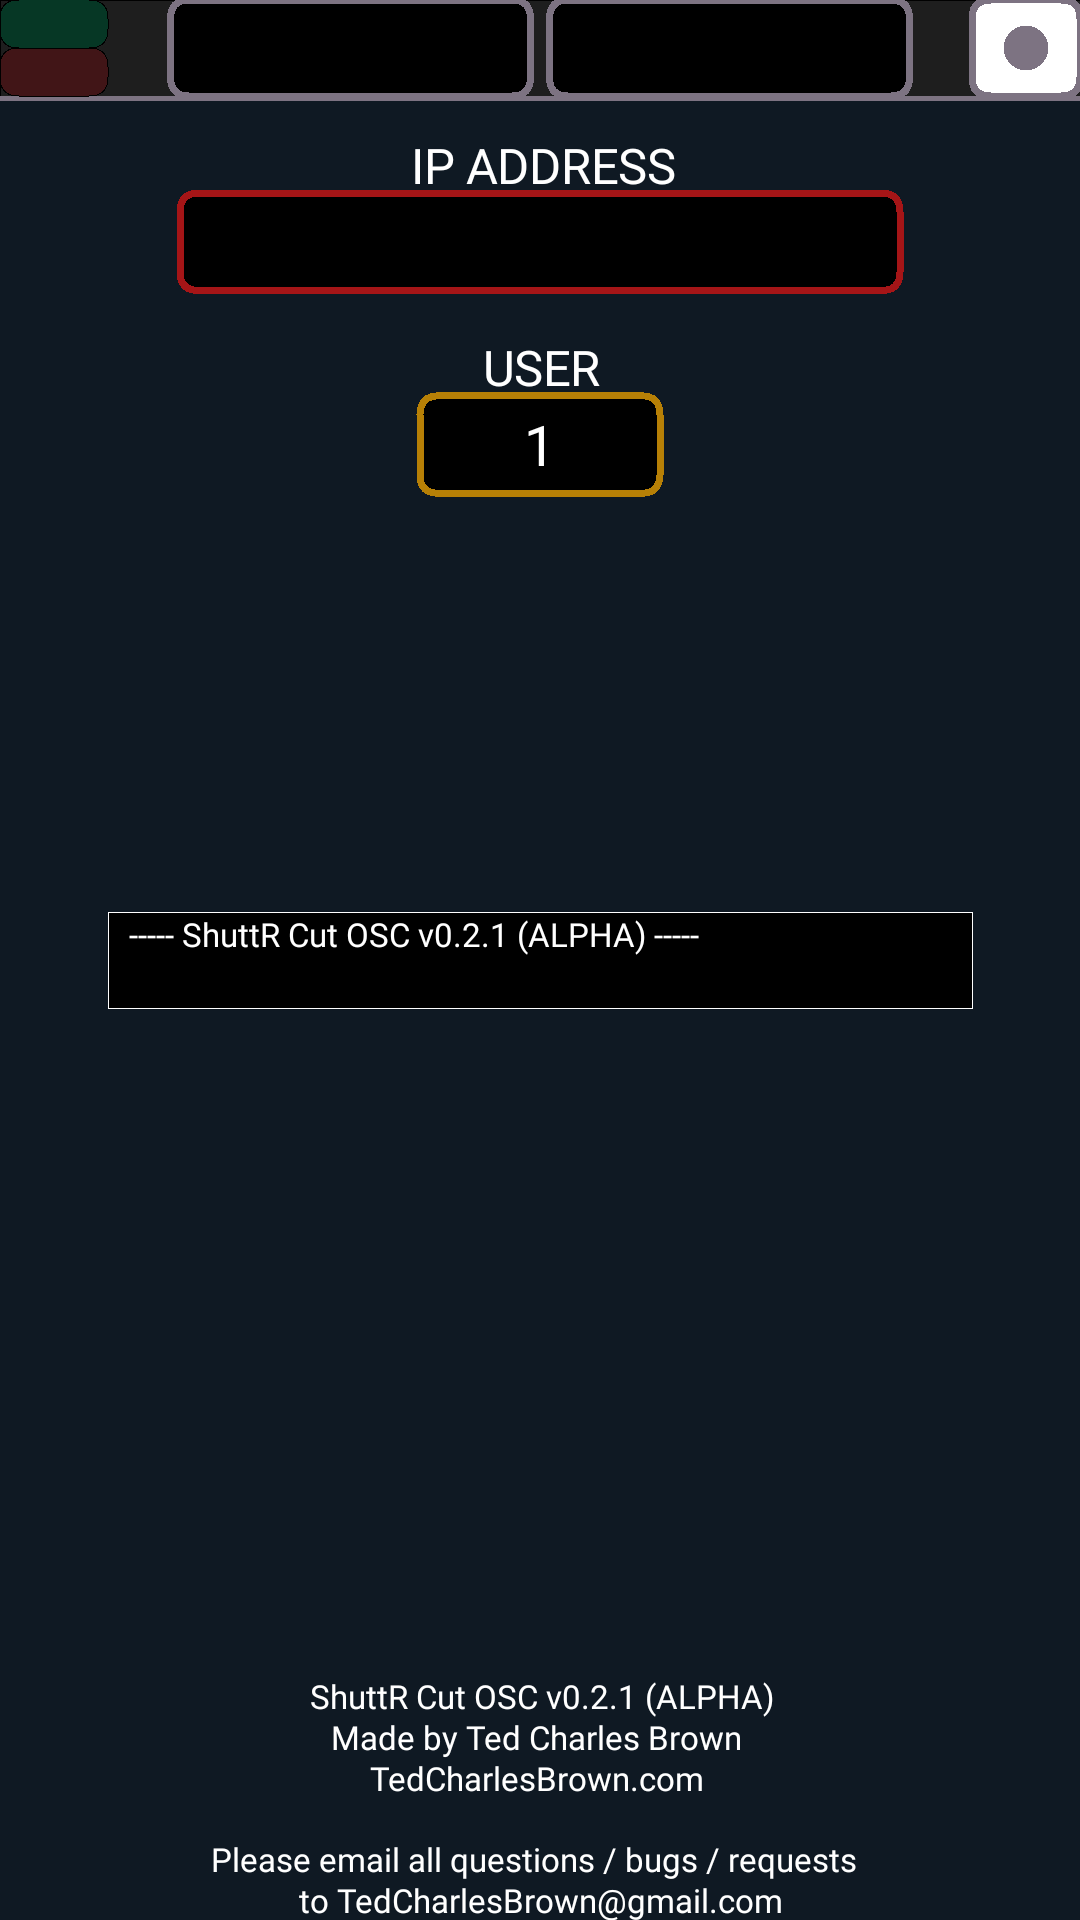 IP ADDRESS
USER
1
----- ShuttR Cut OSC v0.2.1 (ALPHA) -----
ShuttR Cut OSC v0.2.1 (ALPHA)
Made by Ted Charles Brown
TedCharlesBrown.com
Please email all questions / bugs / requests
to TedCharlesBrown@gmail.com